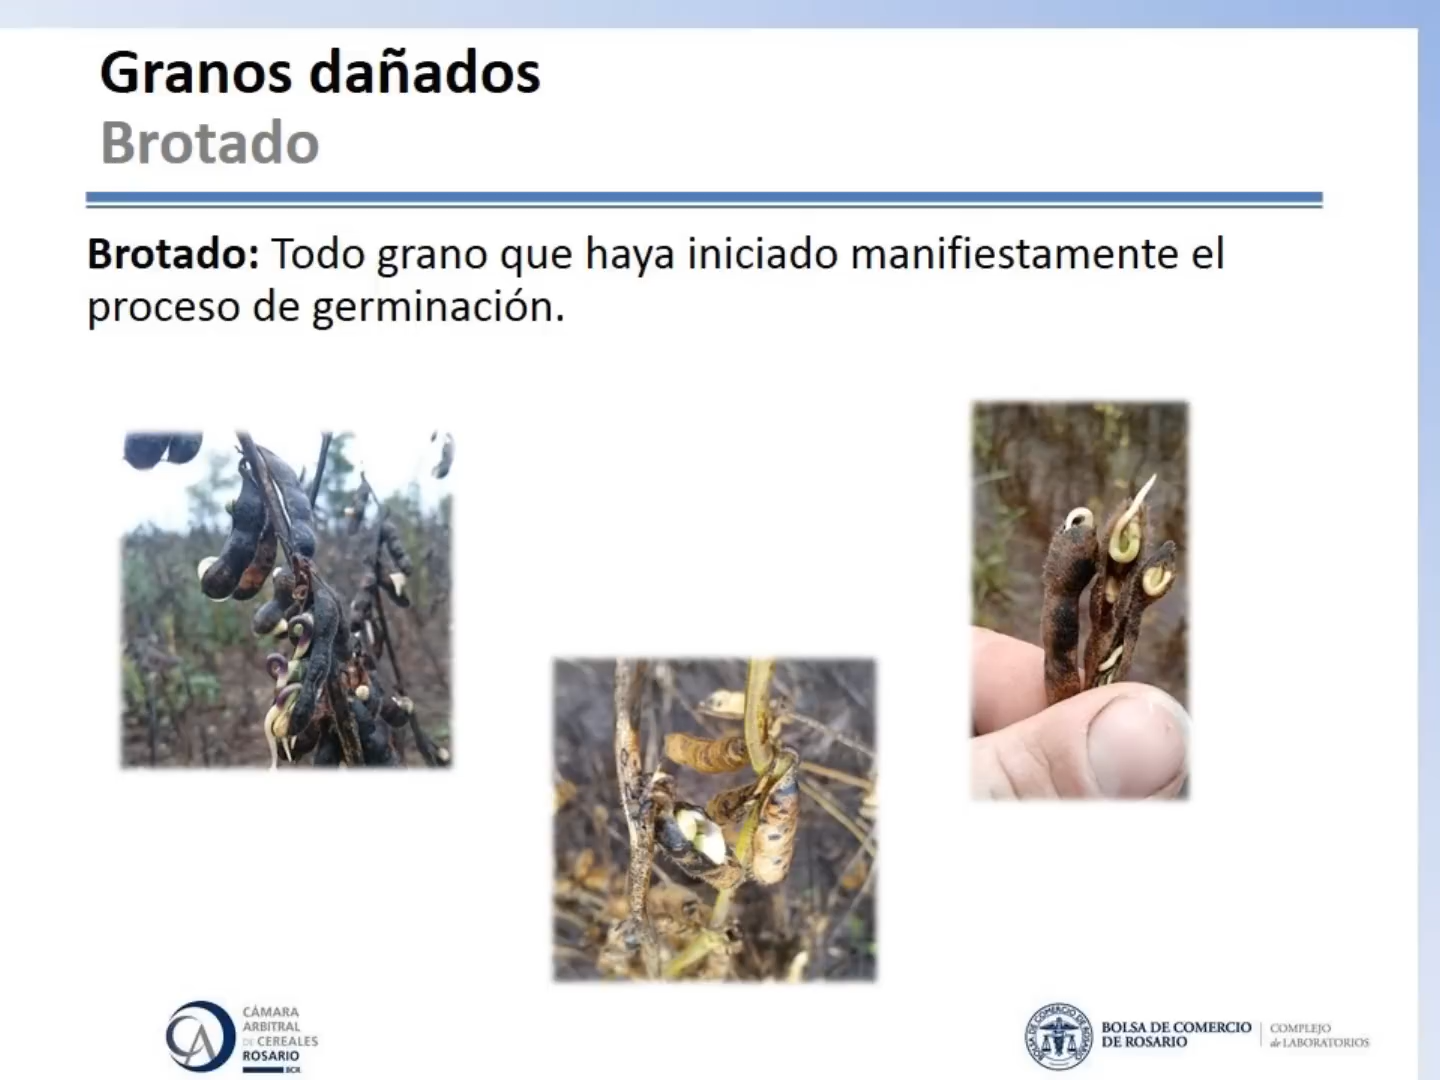 Granos dañados
Brotado
Brotado: Todo grano que haya iniciado manifiestamente el
proceso de germinación.
CÁMARA
ARBITRAL
DE CEREALES
ROSARIO
BCR
BOLSA DE COMERCIO
DE ROSARIO
COMPLEJO
de LABORATORIOS